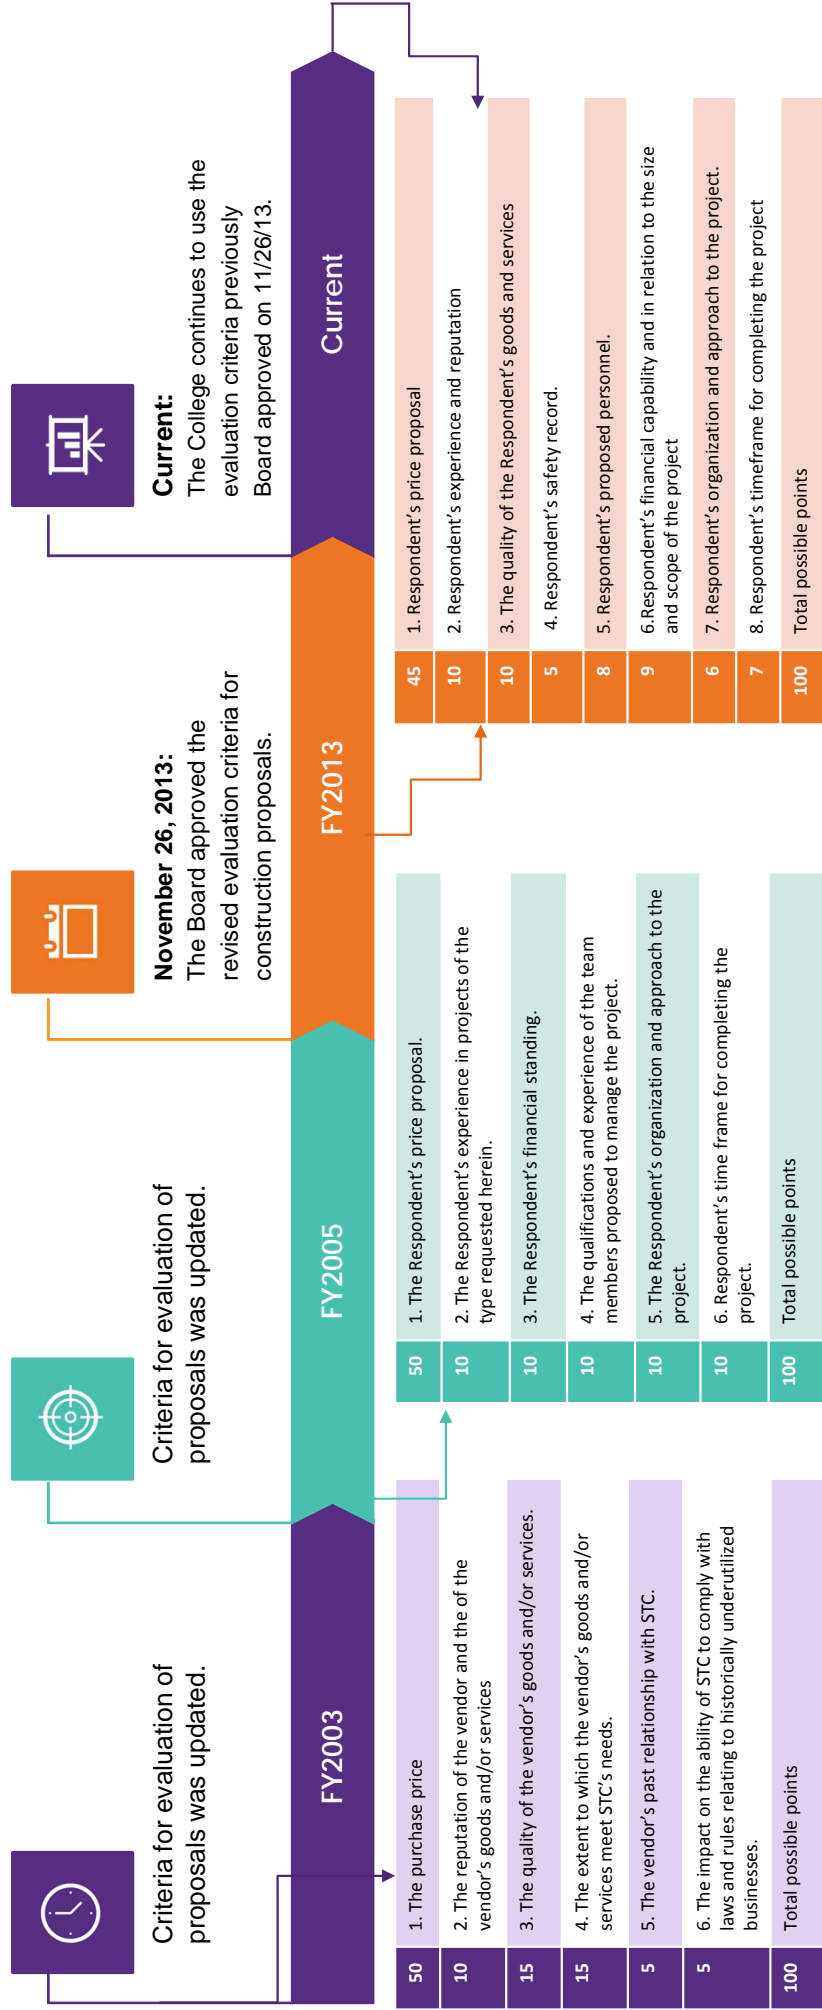 Criteria for evaluation of
proposals was updated.
Criteria for evaluation of
proposals was updated.
November 26, 2013:
The Board approved the
revised evaluation criteria for
construction proposals.
Current:
The College continues to use the
evaluation criteria previously
Board approved on 11/26/13.
FY2003
FY2005
FY2013
Current
50 1. The purchase price
10 2. The reputation of the vendor and the of the
vendor's goods and/or services
15 3. The quality of the vendor's goods and/or services.
15 4. The extent to which the vendor's goods and/or
services meet STC's needs.
5 5. The vendor's past relationship with STC.
5 6. The impact on the ability of STC to comply with
laws and rules relating to historically underutilized
businesses.
100 Total possible points
50 1. The Respondent's price proposal.
10 2. The Respondent's experience in projects of the
type requested herein.
10 3. The Respondent's financial standing.
10 4. The qualifications and experience of the team
members proposed to manage the project.
10 5. The Respondent's organization and approach to the
project.
10 6. Respondent's time frame for completing the
project.
100 Total possible points
45 1. Respondent's price proposal
10 2. Respondent's experience and reputation
10 3. The quality of the Respondent's goods and services
5 4. Respondent's safety record.
8 5. Respondent's proposed personnel.
9 6.Respondent's financial capability and in relation to the size
and scope of the project
6 7. Respondent's organization and approach to the project.
7 8. Respondent's timeframe for completing the project
100 Total possible points